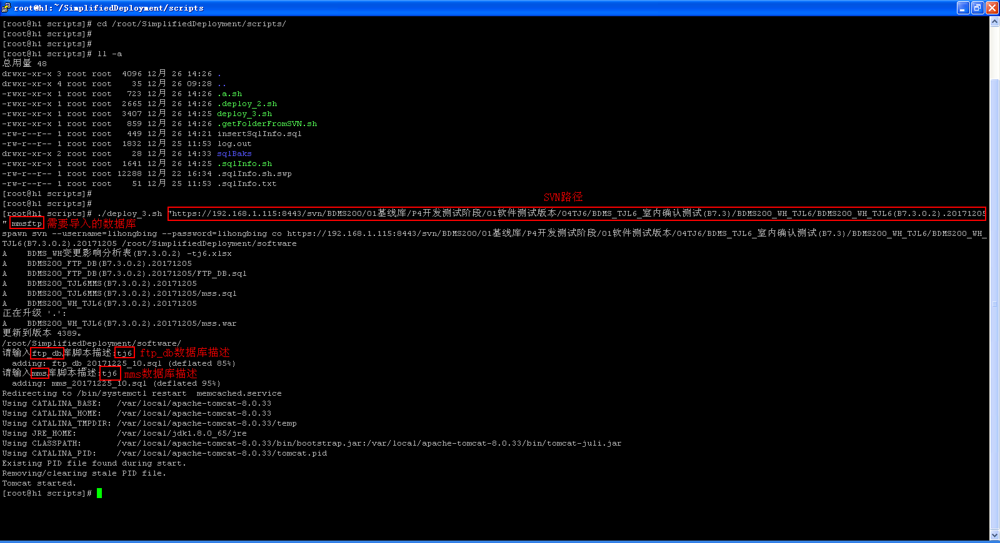 root@h1:~/SimplifiedDeployment/scripts
[root@h1 scripts]# cd /root/SimplifiedDeployment/scripts/
[root@h1 scripts]#
[root@h1 scripts]#
[root@h1 scripts]# ll -a
总用量 48
drwxr-xr-x 3 root root  4096 12月 26 14:26 .
drwxr-xr-x 4 root root    35 12月 26 09:28 ..
-rwxr-xr-x 1 root root   723 12月 26 14:26 .a.sh
-rwxr-xr-x 1 root root  2665 12月 26 14:26 .deploy_2.sh
-rwxr-xr-x 1 root root  3407 12月 26 14:25 deploy_3.sh
-rwxr-xr-x 1 root root   859 12月 26 14:26 .getFolderFromSVN.sh
-rw-r--r-- 1 root root   449 12月 26 14:21 insertSqlInfo.sql
-rw-r--r-- 1 root root  1832 12月 25 11:53 log.out
drwxr-xr-x 2 root root    28 12月 26 14:33 sqlBaks
-rwxr-xr-x 1 root root  1641 12月 26 14:25 .sqlInfo.sh
-rw-r--r-- 1 root root 12288 12月 22 16:34 .sqlInfo.sh.swp
-rw-r--r-- 1 root root    51 12月 25 11:53 .sqlInfo.txt
[root@h1 scripts]#
[root@h1 scripts]#
SVN路径
[root@h1 scripts]# ./deploy_3.sh "https://192.168.1.115:8443/svn/BDMS200/01基线库/P4开发测试阶段/01软件测试版本/04TJ6/BDMS_TJL6_室内确认测试(B7.3)/BDMS200_WH_TJL6/BDMS200_WH_TJL6(B7.3.0.2).20171205
" mmsftp 需要导入的数据库
spawn svn --username=lihongbing --password=lihongbing co https://192.168.1.115:8443/svn/BDMS200/01基线库/P4开发测试阶段/01软件测试版本/04TJ6/BDMS_TJL6_室内确认测试(B7.3)/BDMS200_WH_TJL6/BDMS200_WH_
TJL6(B7.3.0.2).20171205 /root/SimplifiedDeployment/software
A    BDMS_WH变更影响分析表(B7.3.0.2) -tj6.xlsx
A    BDMS200_FTP_DB(B7.3.0.2).20171205
A    BDMS200_FTP_DB(B7.3.0.2).20171205/FTP_DB.sql
A    BDMS200_TJL6MMS(B7.3.0.2).20171205
A    BDMS200_TJL6MMS(B7.3.0.2).20171205/mss.sql
A    BDMS200_WH_TJL6(B7.3.0.2).20171205
正在升级 '.':
A    BDMS200_WH_TJL6(B7.3.0.2).20171205/mss.war
更新到版本 4389。
/root/SimplifiedDeployment/software/
请输入ftp_db库脚本描述:tj6 ftp_db数据库描述
  adding: ftp_db_20171225_10.sql (deflated 85%)
请输入mms库脚本描述:tj6 mms数据库描述
  adding: mms_20171225_10.sql (deflated 95%)
Redirecting to /bin/systemctl restart  memcached.service
Using CATALINA_BASE:   /var/local/apache-tomcat-8.0.33
Using CATALINA_HOME:   /var/local/apache-tomcat-8.0.33
Using CATALINA_TMPDIR: /var/local/apache-tomcat-8.0.33/temp
Using JRE_HOME:        /var/local/jdk1.8.0_65/jre
Using CLASSPATH:       /var/local/apache-tomcat-8.0.33/bin/bootstrap.jar:/var/local/apache-tomcat-8.0.33/bin/tomcat-juli.jar
Using CATALINA_PID:    /var/local/apache-tomcat-8.0.33/tomcat.pid
Existing PID file found during start.
Removing/clearing stale PID file.
Tomcat started.
[root@h1 scripts]#